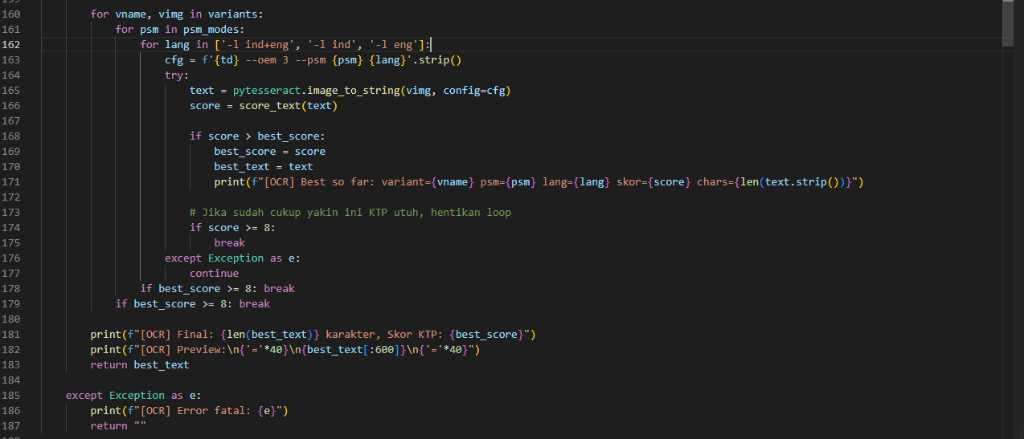 160 for vname, vimg in variants:
161 for psm in psm_modes:
162 for lang in ['-l ind+eng', '-l ind', '-l eng']:
163 cfg = f'{td} --oem 3 --psm {psm} {lang}'.strip()
164 try:
165 text = pytesseract.image_to_string(vimg, config=cfg)
166 score = score_text(text)
167
168 if score > best_score:
169 best_score = score
170 best_text = text
171 print(f"[OCR] Best so far: variant={vname} psm={psm} lang={lang} skor={score} chars={len(text.strip())}")
172
173 # Jika sudah cukup yakin ini KTP utuh, hentikan loop
174 if score >= 8:
175 break
176 except Exception as e:
177 continue
178 if best_score >= 8: break
179 if best_score >= 8: break
180
181 print(f"[OCR] Final: {len(best_text)} karakter, Skor KTP: {best_score}")
182 print(f"[OCR] Preview:\n{'='*40}\n{best_text[:600]}\n{'='*40}")
183 return best_text
184
185 except Exception as e:
186 print(f"[OCR] Error fatal: {e}")
187 return ""